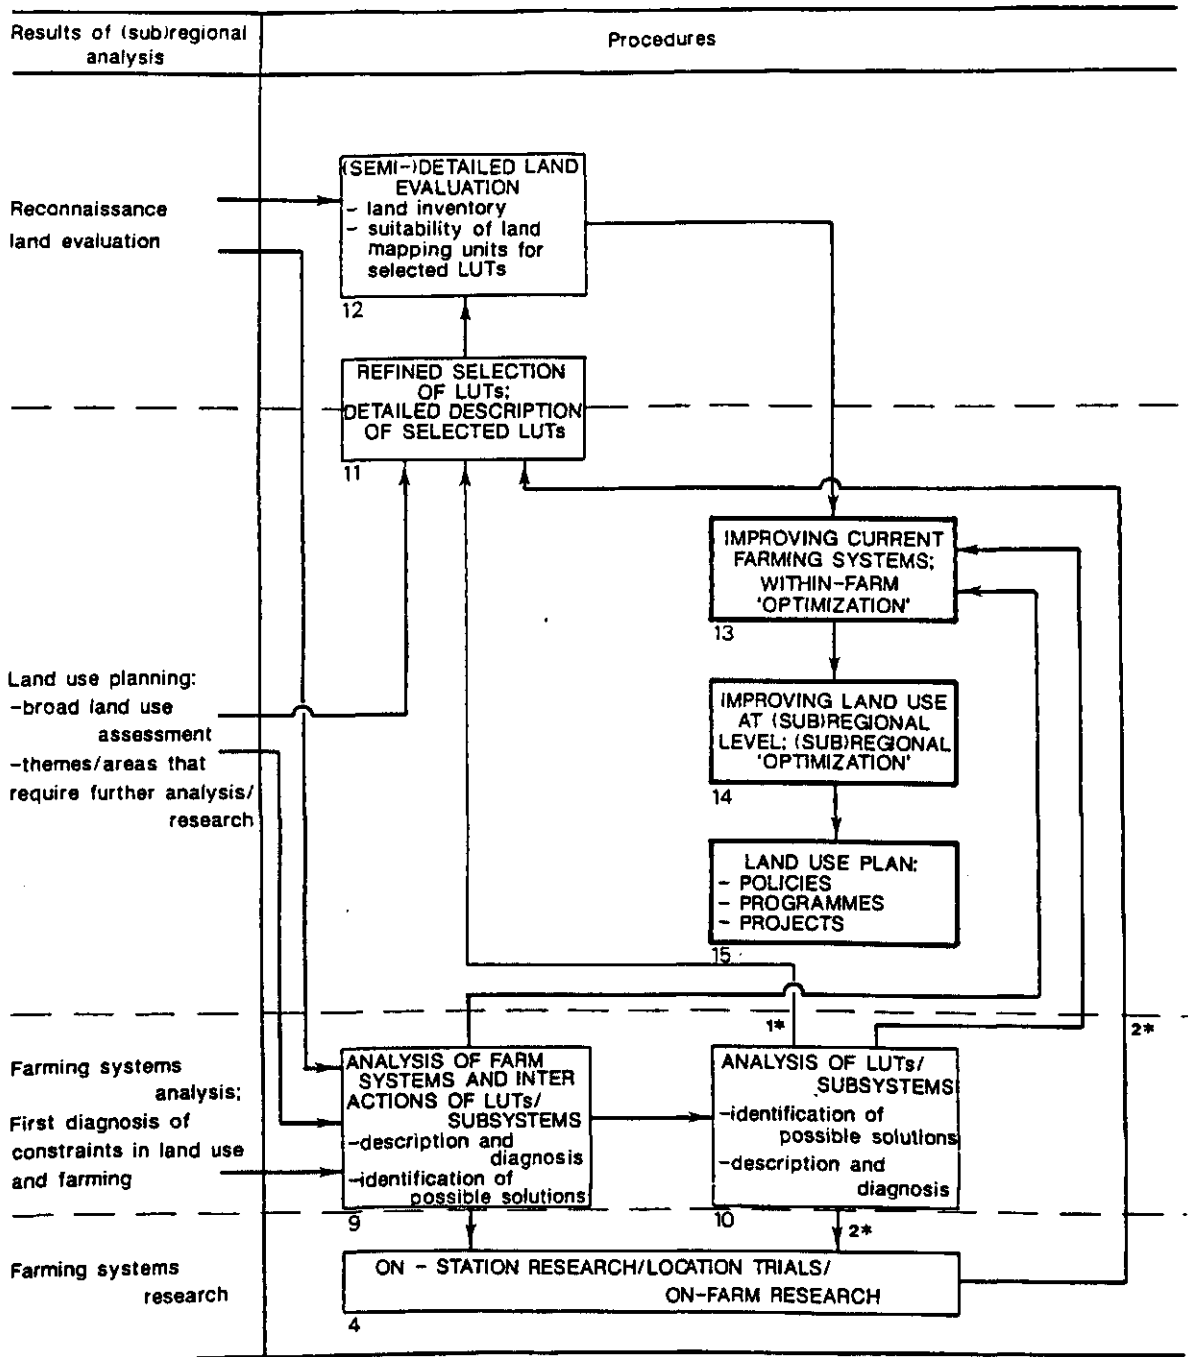 Results of (sub)regional
analysis
Procedures
Reconnaissance
land evaluation
(SEMI-)DETAILED LAND
EVALUATION
- land inventory
- suitability of land
mapping units for
selected LUTs
12
REFINED SELECTION
OF LUTs;
DETAILED DESCRIPTION
OF SELECTED LUTs
11
IMPROVING CURRENT
FARMING SYSTEMS;
WITHIN-FARM
'OPTIMIZATION'
13
Land use planning:
-broad land use
assessment
-themes/areas that
require further analysis/
research
IMPROVING LAND USE
AT (SUB)REGIONAL
LEVEL; (SUB)REGIONAL
'OPTIMIZATION'
14
LAND USE PLAN:
- POLICIES
- PROGRAMMES
- PROJECTS
15
1*
2*
Farming systems
analysis;
First diagnosis of
constraints in land use
and farming
ANALYSIS OF FARM
SYSTEMS AND INTER
ACTIONS OF LUTs/
SUBSYSTEMS
-description and
diagnosis
-identification of
possible solutions
9
ANALYSIS OF LUTs/
SUBSYSTEMS
-identification of
possible solutions
-description and
diagnosis
10
2*
Farming systems
research
ON - STATION RESEARCH/LOCATION TRIALS/
ON-FARM RESEARCH
4